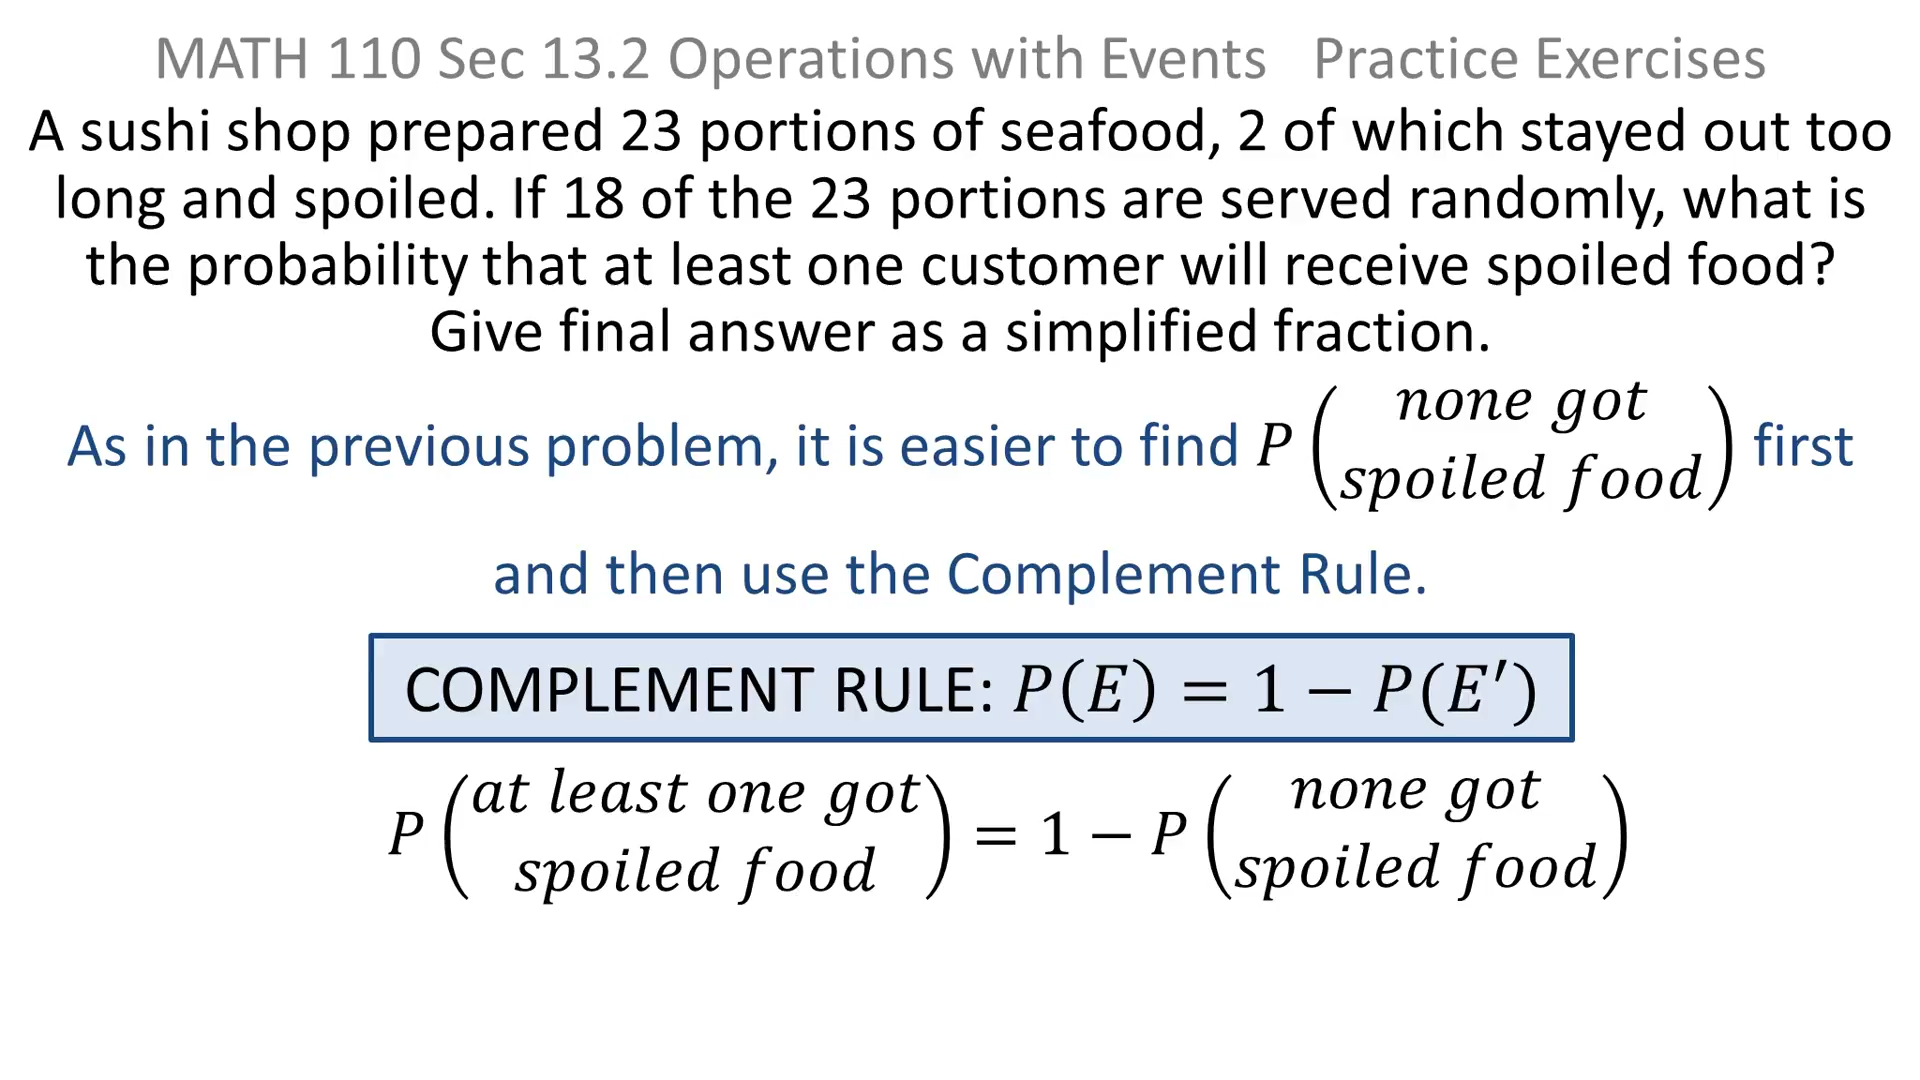 MATH 110 Sec 13.2 Operations with Events Practice Exercises
A sushi shop prepared 23 portions of seafood, 2 of which stayed out too
long and spoiled. If 18 of the 23 portions are served randomly, what is
the probability that at least one customer will receive spoiled food?
Give final answer as a simplified fraction.
As in the previous problem, it is easier to find P(none got spoiled food) first
and then use the Complement Rule.
COMPLEMENT RULE: P(E) = 1 − P(E′)
P(at least one got spoiled food) = 1 − P(none got spoiled food)